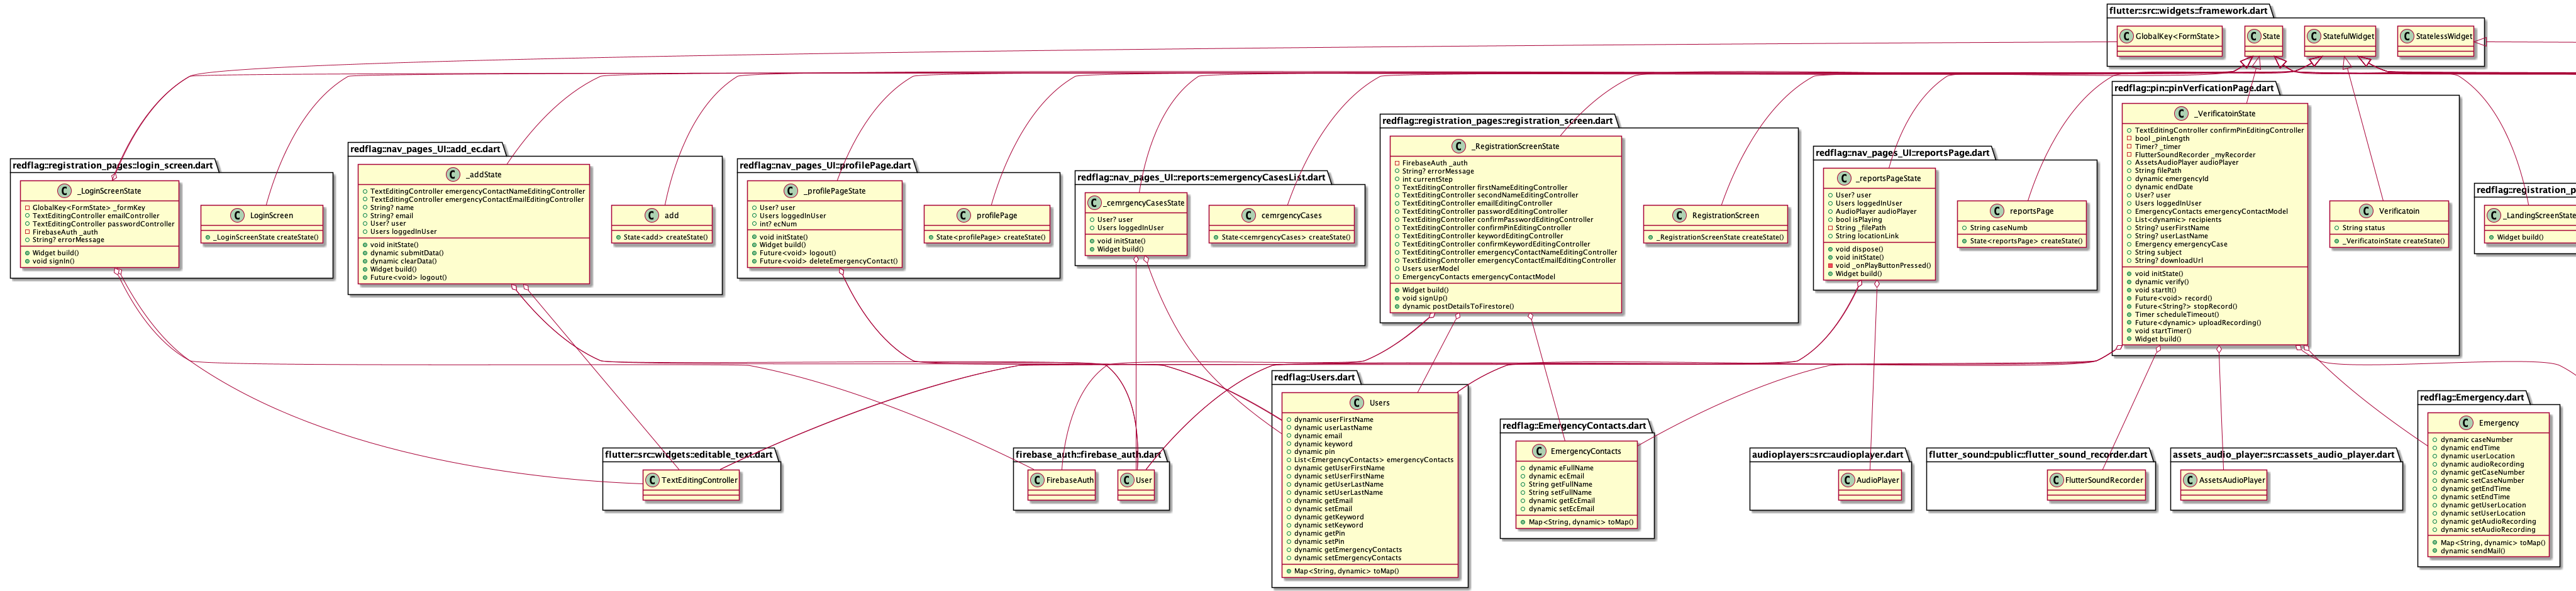 flutter::src::widgets::framework.dart
GlobalKey<FormState>
State
StatefulWidget
StatelessWidget
redflag::registration_pages::login_screen.dart
_LoginScreenState
GlobalKey<FormState> _formKey
TextEditingController emailController
TextEditingController passwordController
FirebaseAuth _auth
String? errorMessage
Widget build()
void signIn()
LoginScreen
_LoginScreenState createState()
redflag::nav_pages_UI::add_ec.dart
_addState
TextEditingController emergencyContactNameEditingController
TextEditingController emergencyContactEmailEditingController
String? name
String? email
User? user
Users loggedInUser
void initState()
dynamic submitData()
dynamic clearData()
Widget build()
Future<void> logout()
add
State<add> createState()
redflag::nav_pages_UI::profilePage.dart
_profilePageState
User? user
Users loggedInUser
int? ecNum
void initState()
Widget build()
Future<void> logout()
Future<void> deleteEmergencyContact()
profilePage
State<profilePage> createState()
redflag::nav_pages_UI::reports::emergencyCasesList.dart
_cemrgencyCasesState
User? user
Users loggedInUser
void initState()
Widget build()
cemrgencyCases
State<cemrgencyCases> createState()
redflag::registration_pages::registration_screen.dart
_RegistrationScreenState
FirebaseAuth _auth
String? errorMessage
int currentStep
TextEditingController firstNameEditingController
TextEditingController secondNameEditingController
TextEditingController emailEditingController
TextEditingController passwordEditingController
TextEditingController confirmPasswordEditingController
TextEditingController confirmPinEditingController
TextEditingController keywordEditingController
TextEditingController confirmKeywordEditingController
TextEditingController emergencyContactNameEditingController
TextEditingController emergencyContactEmailEditingController
Users userModel
EmergencyContacts emergencyContactModel
Widget build()
void signUp()
dynamic postDetailsToFirestore()
RegistrationScreen
_RegistrationScreenState createState()
redflag::nav_pages_UI::reportsPage.dart
_reportsPageState
User? user
Users loggedInUser
AudioPlayer audioPlayer
bool isPlaying
String _filePath
String locationLink
void dispose()
void initState()
void _onPlayButtonPressed()
Widget build()
reportsPage
String caseNumb
State<reportsPage> createState()
redflag::pin::pinVerficationPage.dart
_VerificatoinState
TextEditingController confirmPinEditingController
bool _pinLength
Timer? _timer
FlutterSoundRecorder _myRecorder
AssetsAudioPlayer audioPlayer
String filePath
dynamic emergencyId
dynamic endDate
User? user
Users loggedInUser
EmergencyContacts emergencyContactModel
List<dynamic> recipients
String? userFirstName
String? userLastName
Emergency emergencyCase
String subject
String? downloadUrl
void initState()
dynamic verify()
void startIt()
Future<void> record()
Future<String?> stopRecord()
Timer scheduleTimeout()
Future<dynamic> uploadRecording()
void startTimer()
Widget build()
Verificatoin
String status
_VerificatoinState createState()
redflag::registration_p
_LandingScreenState
Widget build()
flutter::src::widgets::editable_text.dart
TextEditingController
firebase_auth::firebase_auth.dart
FirebaseAuth
User
redflag::Users.dart
Users
dynamic userFirstName
dynamic userLastName
dynamic email
dynamic keyword
dynamic pin
List<EmergencyContacts> emergencyContacts
dynamic getUserFirstName
dynamic setUserFirstName
dynamic getUserLastName
dynamic setUserLastName
dynamic getEmail
dynamic setEmail
dynamic getKeyword
dynamic setKeyword
dynamic getPin
dynamic setPin
dynamic getEmergencyContacts
dynamic setEmergencyContacts
Map<String, dynamic> toMap()
redflag::EmergencyContacts.dart
EmergencyContacts
dynamic eFullName
dynamic ecEmail
String getFullName
String setFullName
dynamic getEcEmail
dynamic setEcEmail
Map<String, dynamic> toMap()
audioplayers::src::audioplayer.dart
AudioPlayer
flutter_sound::public::flutter_sound_recorder.dart
FlutterSoundRecorder
assets_audio_player::src::assets_audio_player.dart
AssetsAudioPlayer
redflag::Emergency.dart
Emergency
dynamic caseNumber
dynamic endTime
dynamic userLocation
dynamic audioRecording
dynamic getCaseNumber
dynamic setCaseNumber
dynamic getEndTime
dynamic setEndTime
dynamic getUserLocation
dynamic setUserLocation
dynamic getAudioRecording
dynamic setAudioRecording
Map<String, dynamic> toMap()
dynamic sendMail()